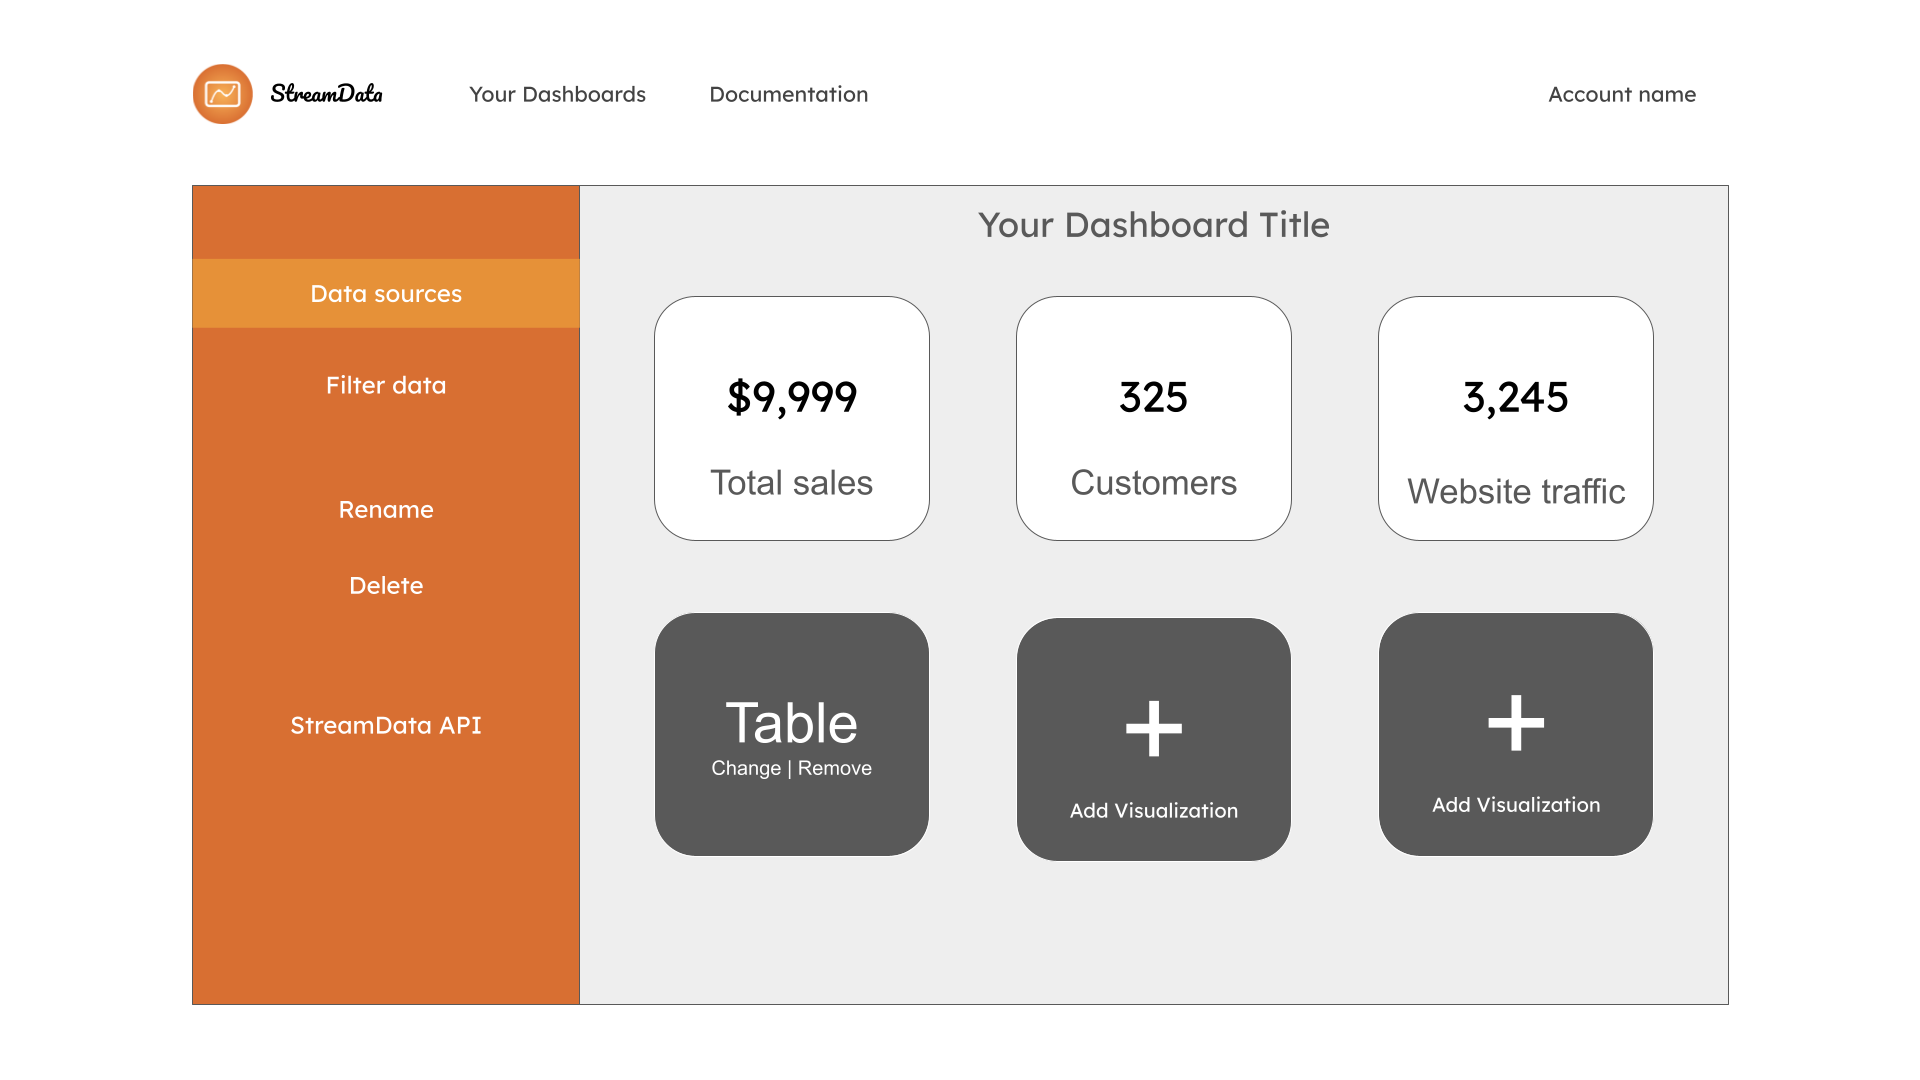 StreamData
Your Dashboards
Documentation
Account name
Your Dashboard Title
Data sources
Filter data
Rename
Delete
StreamData API
$9,999
Total sales
325
Customers
3,245
Website traffic
Table
Change | Remove
+
Add Visualization
+
Add Visualization